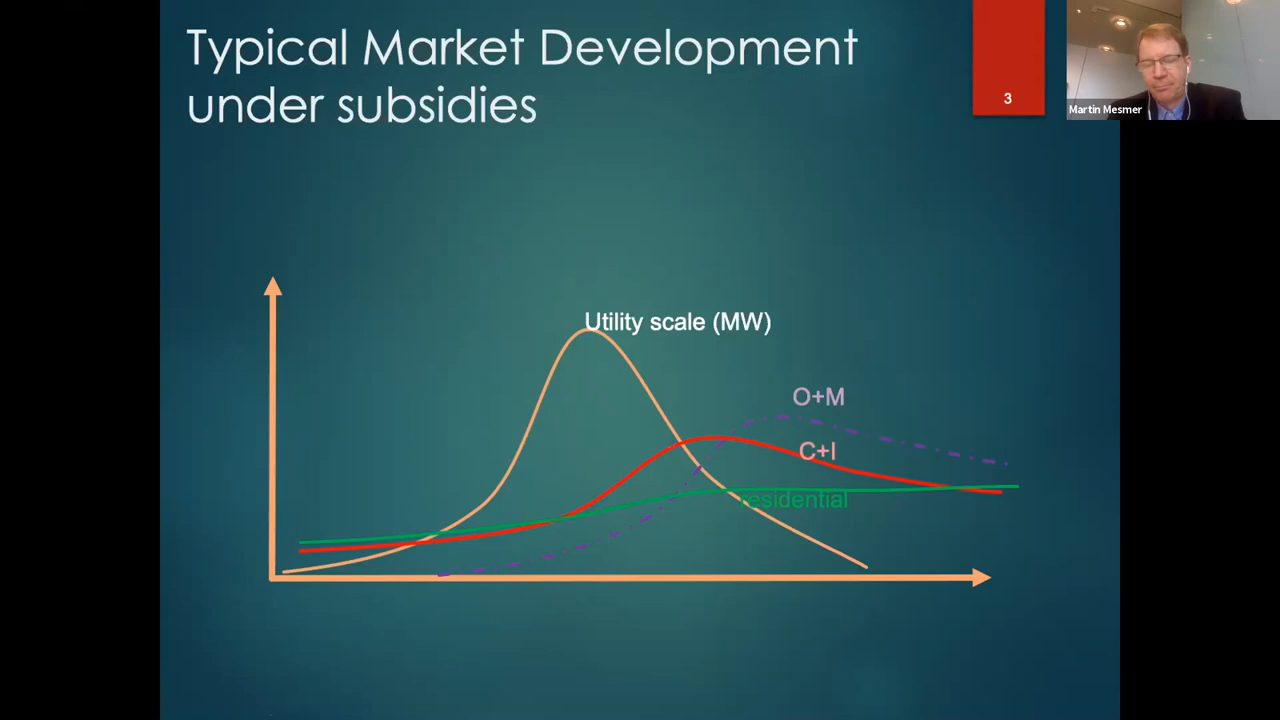 Typical Market Development
under subsidies
3
Martin Mesmer
Utility scale (MW)
O+M
C+I
residential